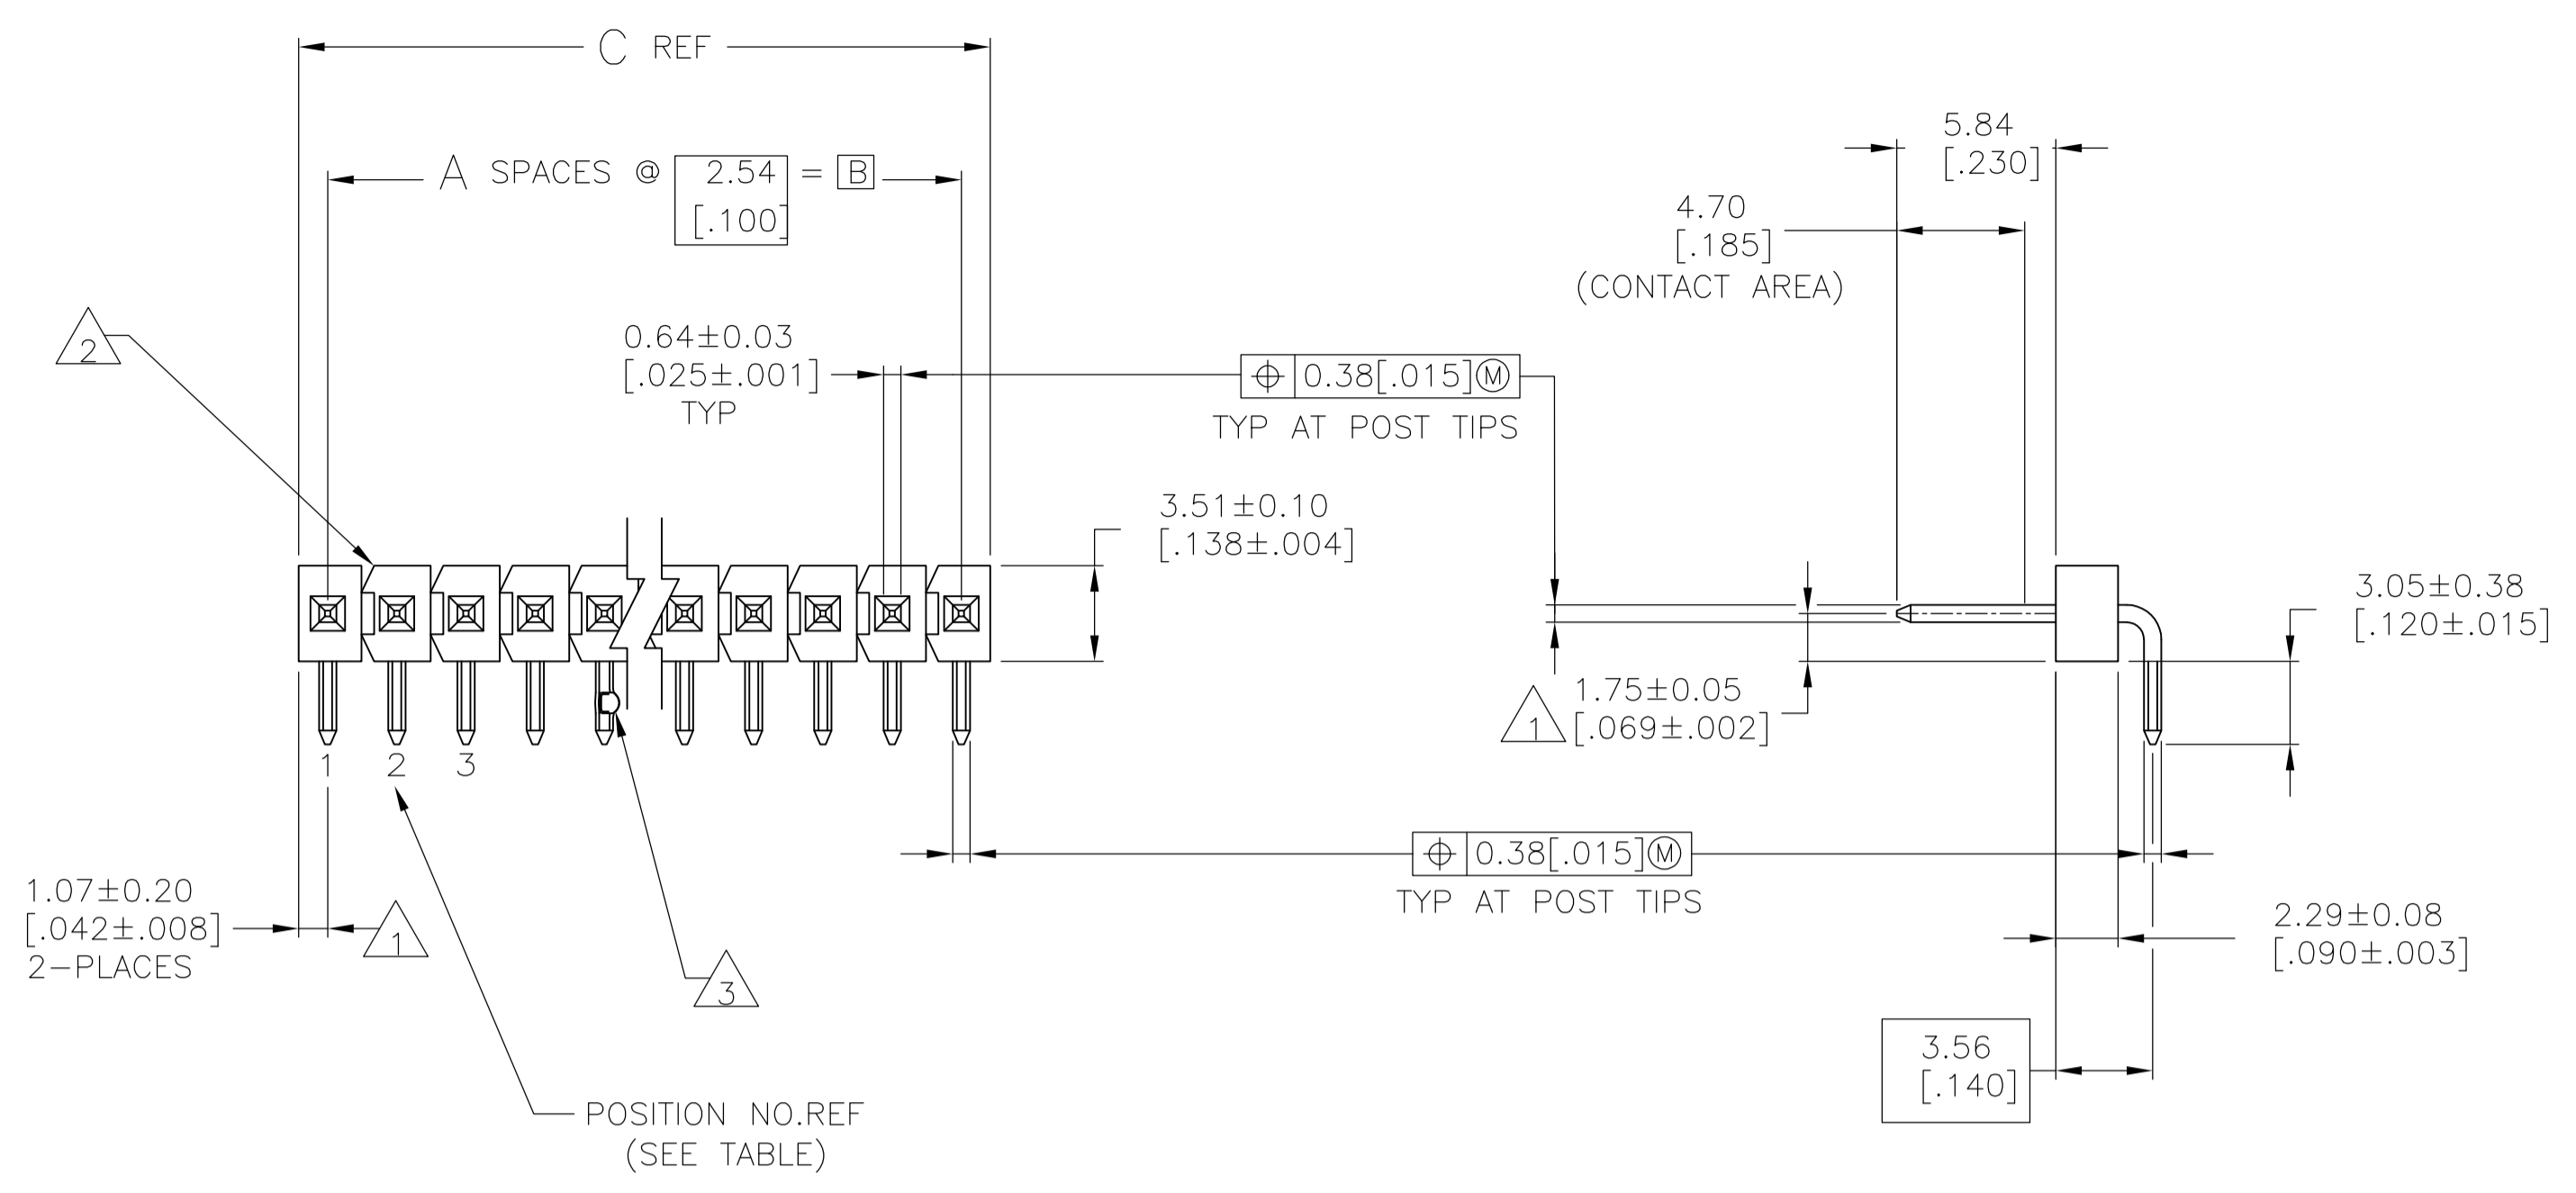 C REF
A SPACES @ 2.54 = B
[.100]
5.84
[.230]
4.70
[.185]
(CONTACT AREA)
2
0.64±0.03
[.025±.001]
TYP
⌖ 0.38[.015]Ⓜ
TYP AT POST TIPS
3.51±0.10
[.138±.004]
3.05±0.38
[.120±.015]
1
1.75±0.05
[.069±.002]
1 2 3
⌖ 0.38[.015]Ⓜ
TYP AT POST TIPS
1.07±0.20
[.042±.008]
2-PLACES
1
3
2.29±0.08
[.090±.003]
3.56
[.140]
POSITION NO.REF
(SEE TABLE)